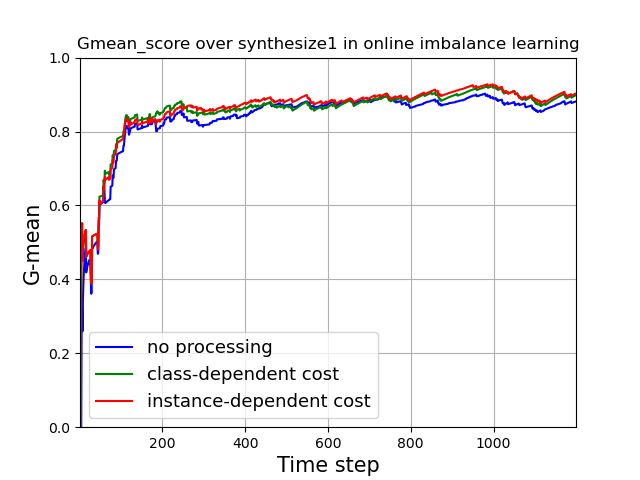 Gmean_score over synthesize1 in online imbalance learning
1.0
0.8
0.6
0.4
0.2
0.0
G-mean
no processing
class-dependent cost
instance-dependent cost
200 400 600 800 1000
Time step